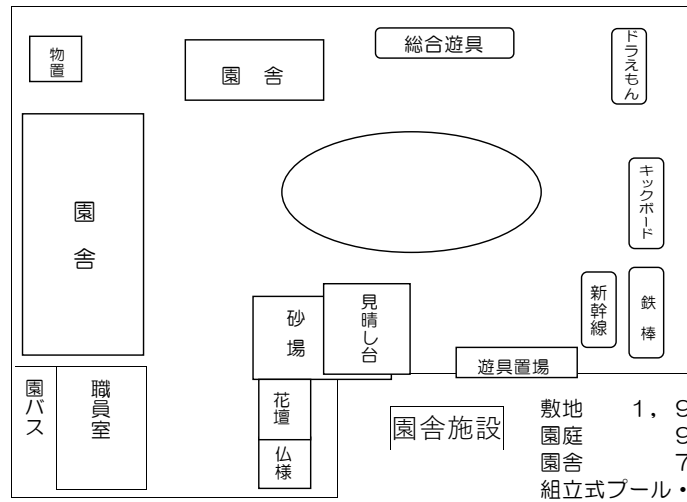 物置
園　舎
総合遊具
ドラえもん
園
舎
キックボード
砂
場
見晴し台
新幹線
鉄
棒
遊具置場
園バス
職員室
花壇
仏様
園舎施設
敷地　　１，９
園庭　　　　９
園舎　　　　７
組立式プール・